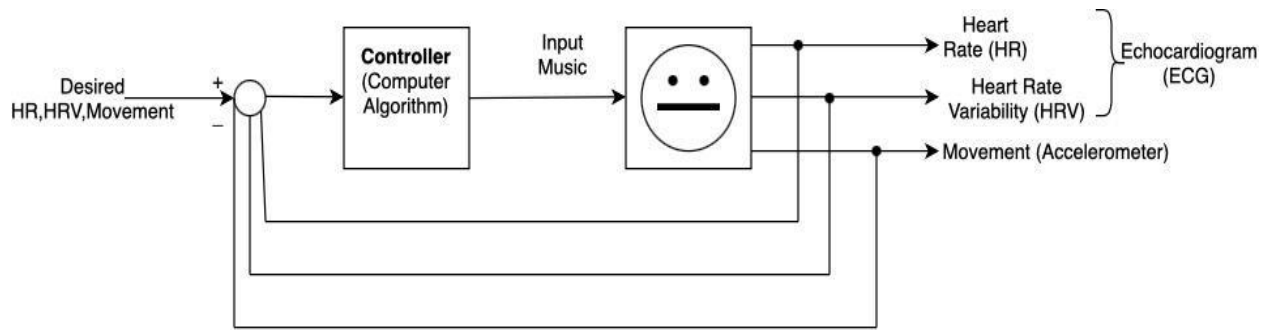 Desired
HR,HRV,Movement
+
–
Controller
(Computer
Algorithm)
Input
Music
Heart
Rate (HR)
Heart Rate
Variability (HRV)
Movement (Accelerometer)
Echocardiogram
(ECG)